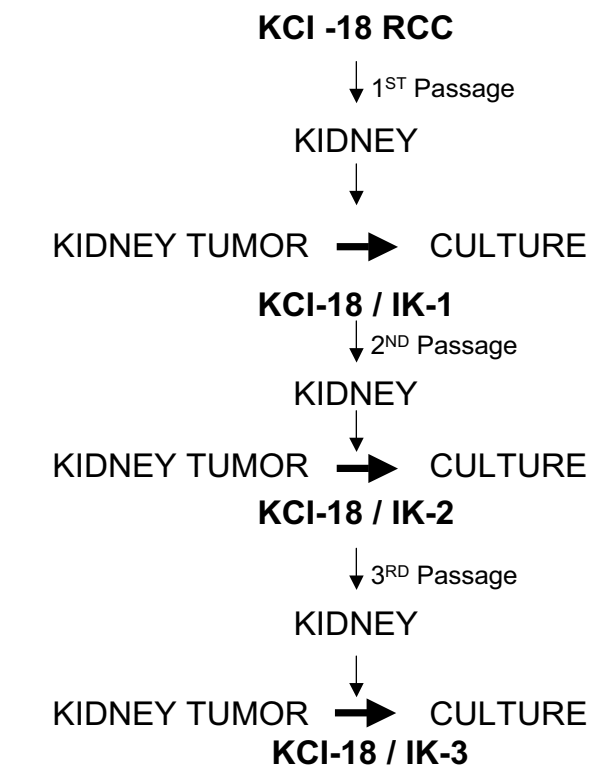 KCI -18 RCC
1ST Passage
KIDNEY
KIDNEY TUMOR CULTURE
KCI-18 / IK-1
2ND Passage
KIDNEY
KIDNEY TUMOR CULTURE
KCI-18 / IK-2
3RD Passage
KIDNEY
KIDNEY TUMOR CULTURE
KCI-18 / IK-3